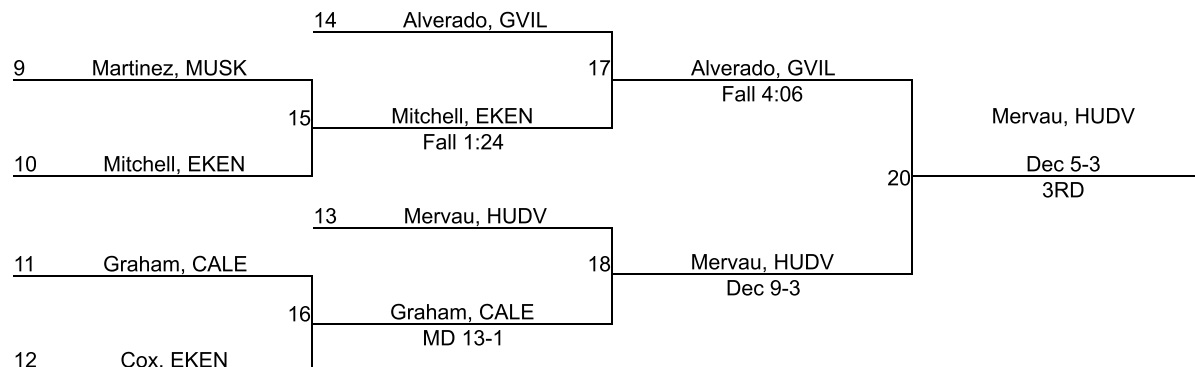 14 Alverado, GVIL
9 Martinez, MUSK
17 Alverado, GVIL
Fall 4:06
15 Mitchell, EKEN
Fall 1:24
Mervau, HUDV
10 Mitchell, EKEN
Dec 5-3
20
3RD
13 Mervau, HUDV
11 Graham, CALE
18 Mervau, HUDV
Dec 9-3
16 Graham, CALE
MD 13-1
12 Cox, EKEN